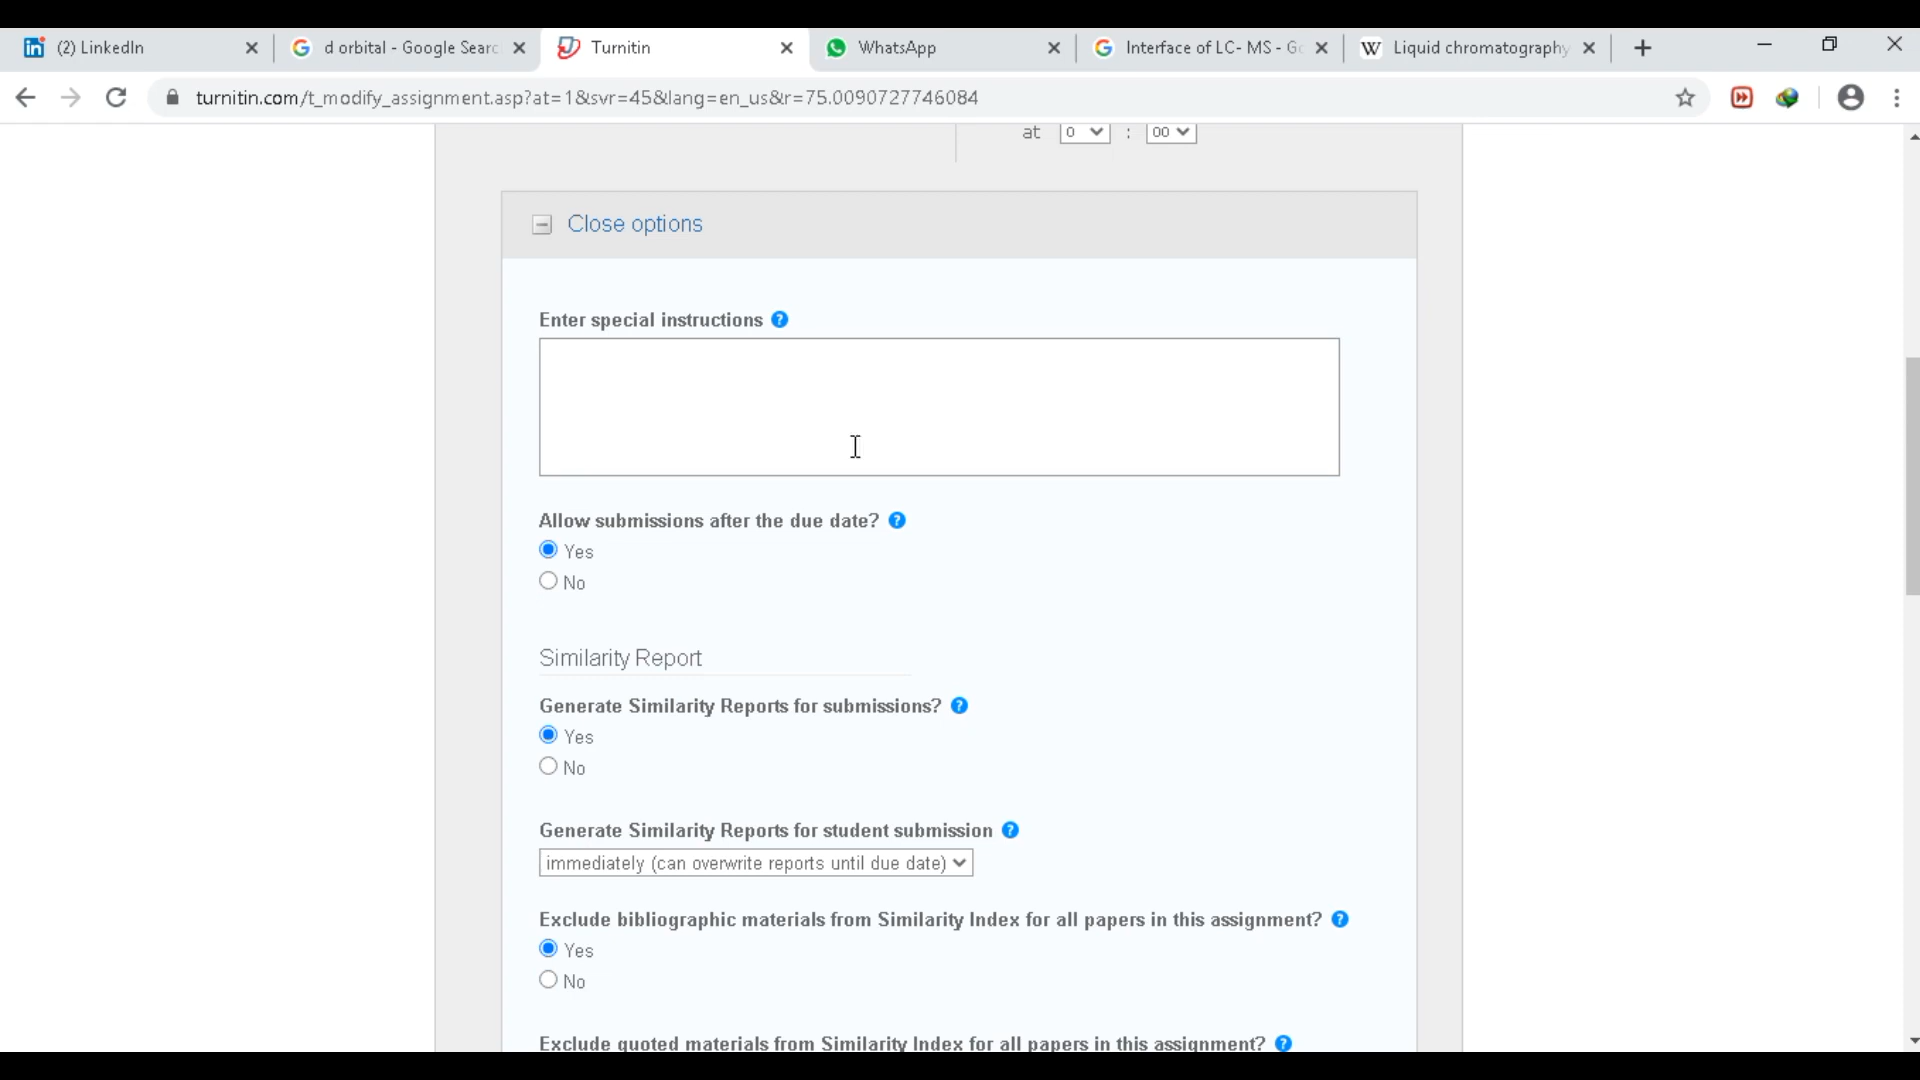 (2) LinkedIn
d orbital - Google Searc
Turnitin
WhatsApp
Interface of LC- MS - Go
Liquid chromatography
turnitin.com/t_modify_assignment.asp?at=1&svr=45&lang=en_us&r=75.0090727746084
at 0 : 00
Close options
Enter special instructions ?
Allow submissions after the due date? ?
Yes
No
Similarity Report
Generate Similarity Reports for submissions? ?
Yes
No
Generate Similarity Reports for student submission ?
immediately (can overwrite reports until due date)
Exclude bibliographic materials from Similarity Index for all papers in this assignment? ?
Yes
No
Exclude quoted materials from Similarity Index for all papers in this assignment? ?